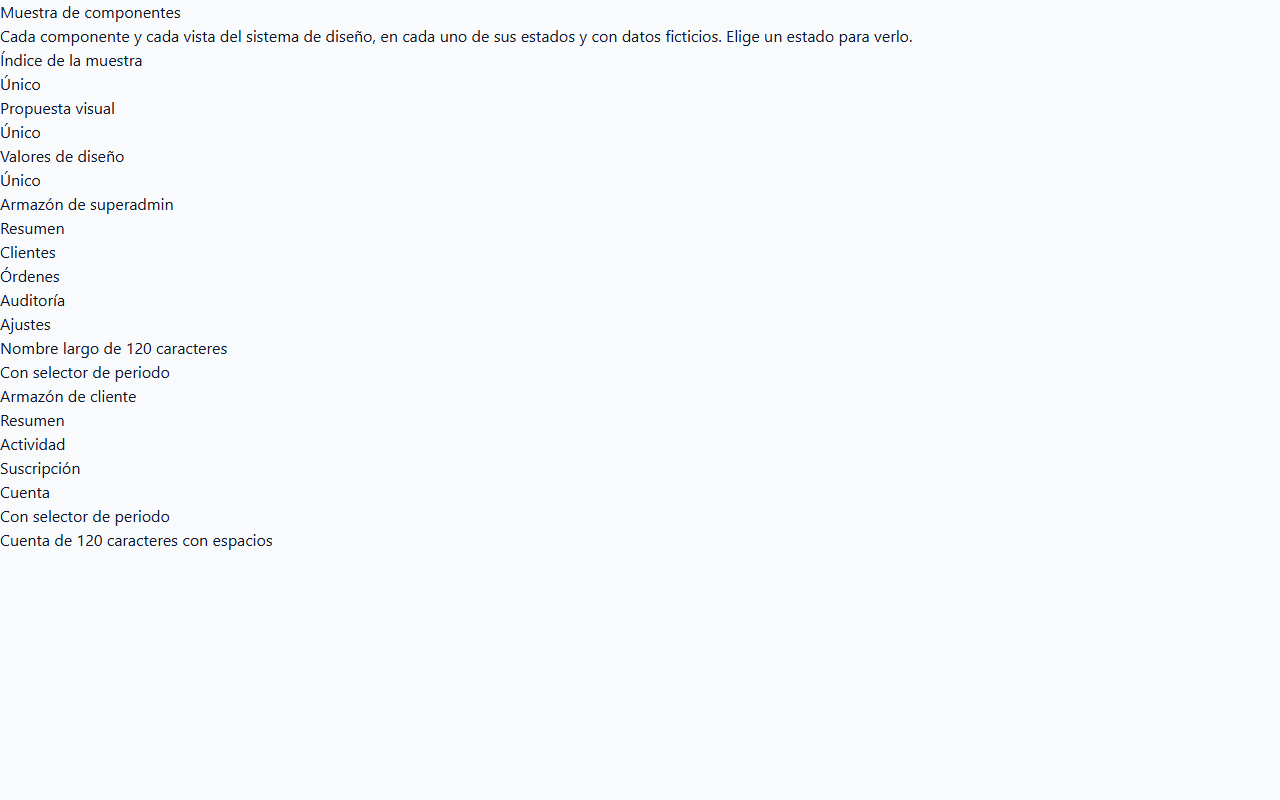 Muestra de componentes
Cada componente y cada vista del sistema de diseño, en cada uno de sus estados y con datos ficticios. Elige un estado para verlo.
Índice de la muestra
Único
Propuesta visual
Único
Valores de diseño
Único
Armazón de superadmin
Resumen
Clientes
Órdenes
Auditoría
Ajustes
Nombre largo de 120 caracteres
Con selector de periodo
Armazón de cliente
Resumen
Actividad
Suscripción
Cuenta
Con selector de periodo
Cuenta de 120 caracteres con espacios